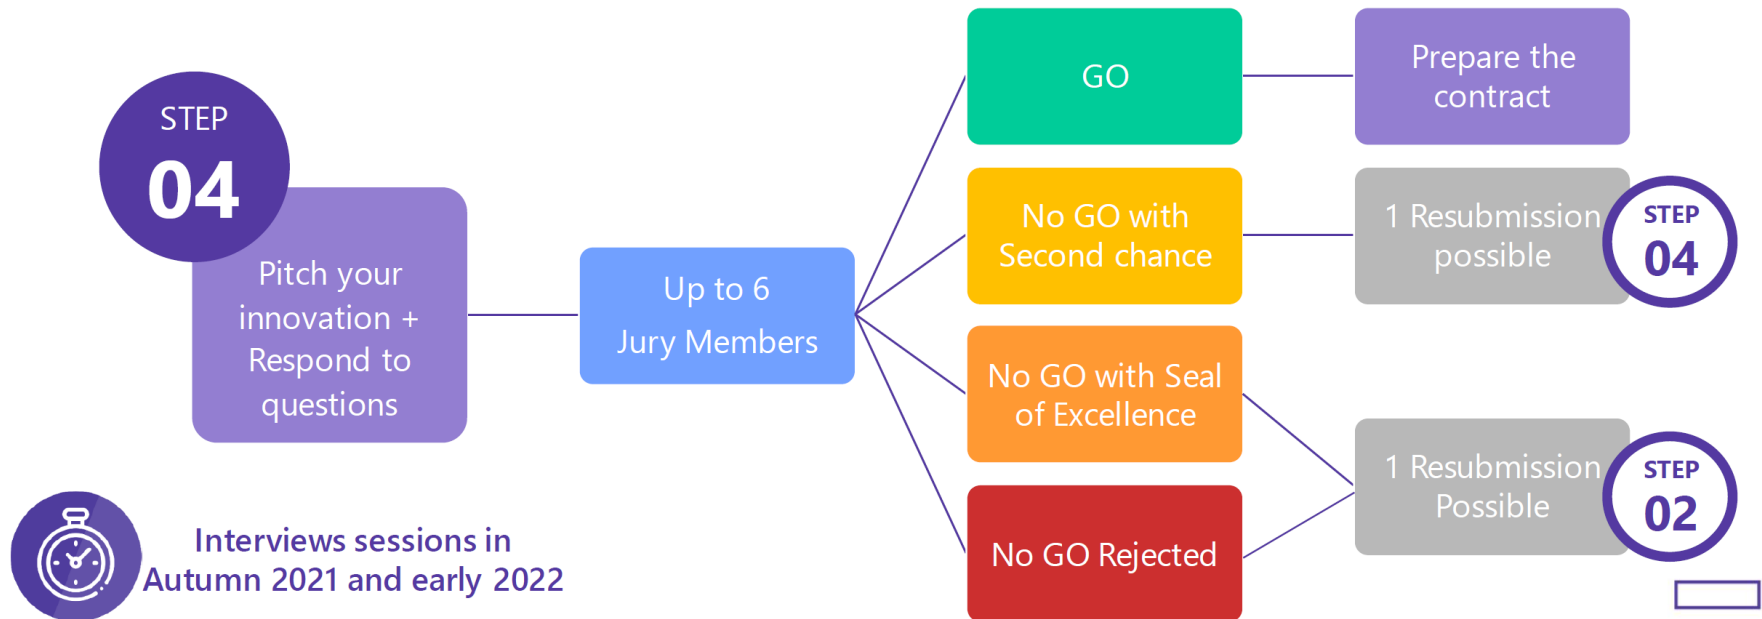 STEP
04
Pitch your
innovation +
Respond to
questions
Up to 6
Jury Members
GO
Prepare the
contract
No GO with
Second chance
1 Resubmission
possible
STEP
04
No GO with Seal
of Excellence
No GO Rejected
1 Resubmission
Possible
STEP
02
Interviews sessions in
Autumn 2021 and early 2022